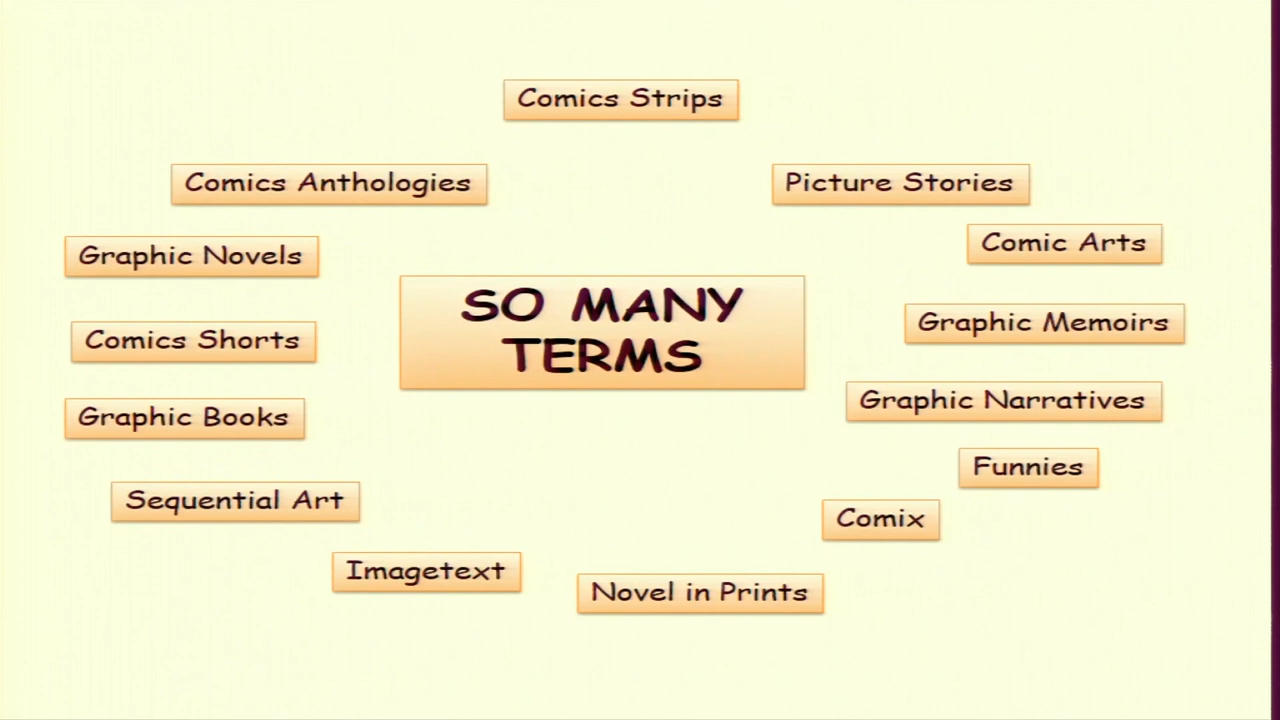 Comics Strips
Comics Anthologies
Picture Stories
Comic Arts
Graphic Novels
SO MANY
TERMS
Graphic Memoirs
Comics Shorts
Graphic Narratives
Graphic Books
Funnies
Sequential Art
Comix
Imagetext
Novel in Prints